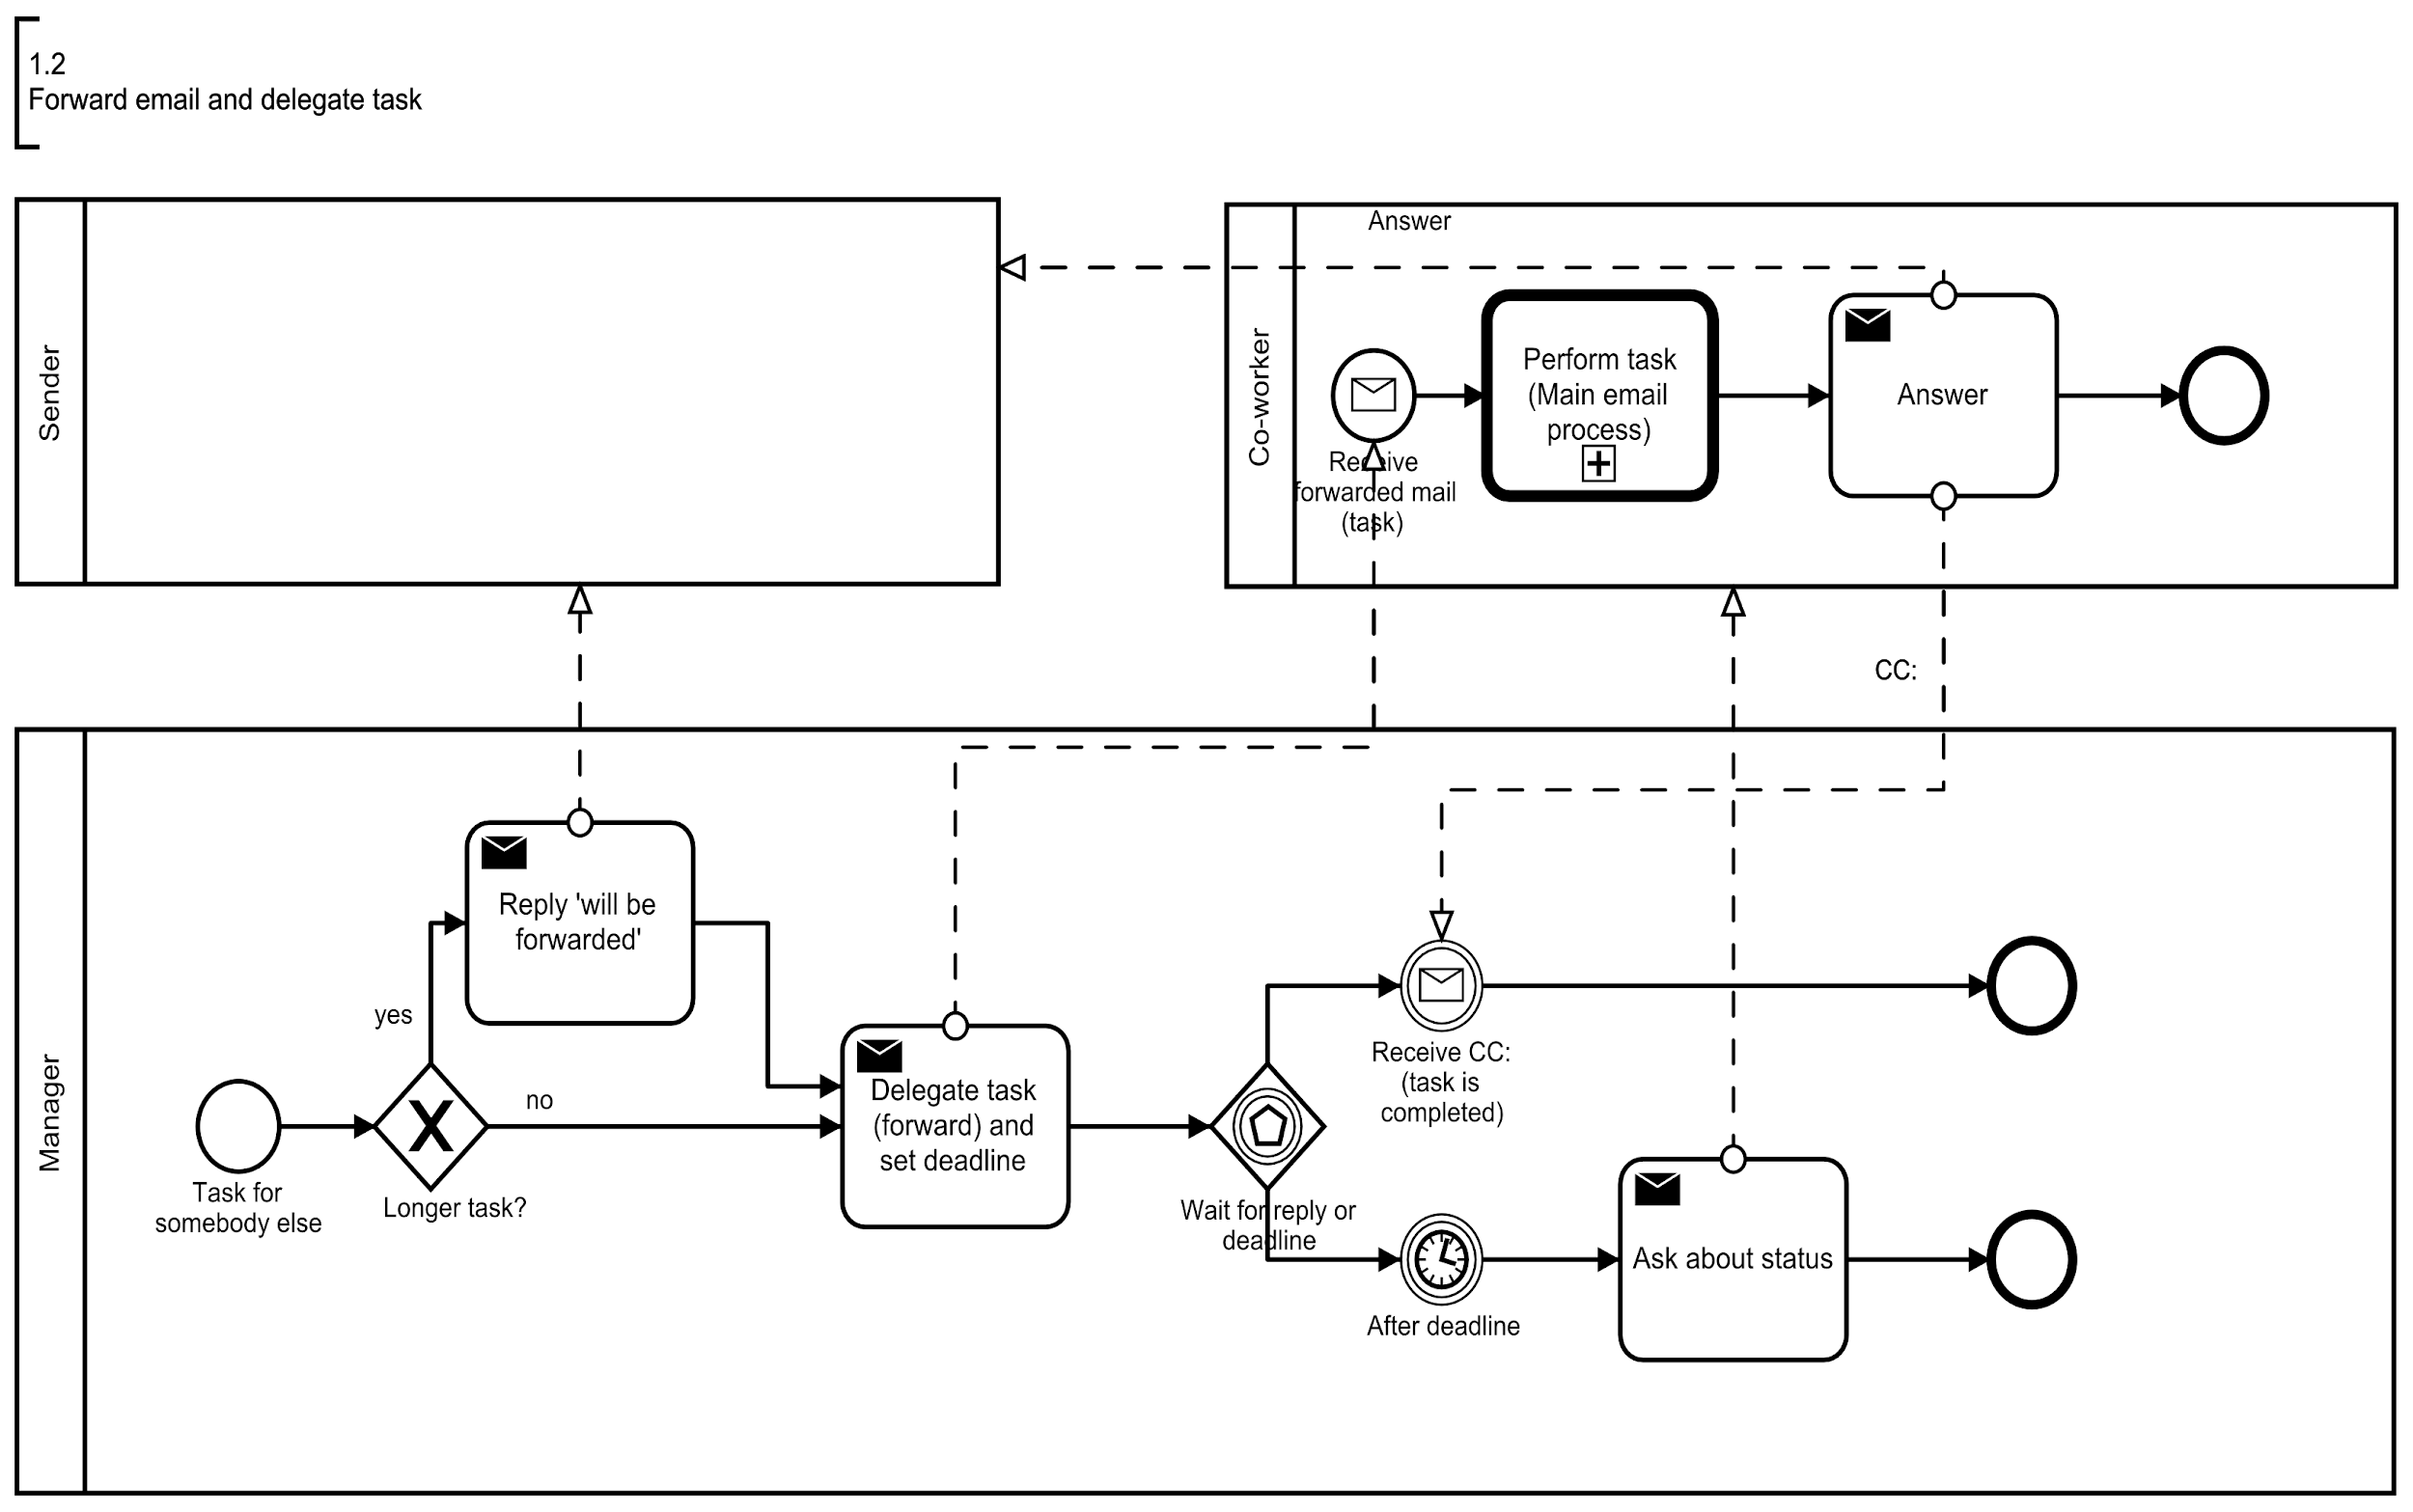 1.2
Forward email and delegate task
Sender
Co-worker
Answer
Receive
forwarded mail
(task)
Perform task
(Main email
process)
Answer
CC:
Manager
Task for
somebody else
Longer task?
yes
no
Reply 'will be
forwarded'
Delegate task
(forward) and
set deadline
Wait for reply or
deadline
Receive CC:
(task is
completed)
After deadline
Ask about status